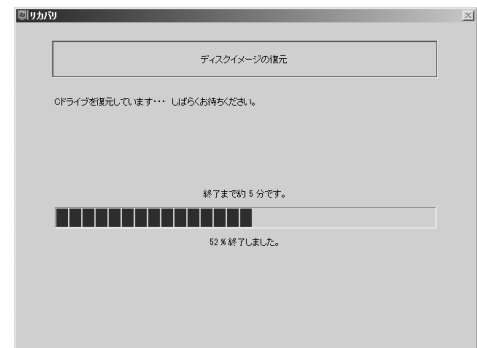 リカバリ
ディスクイメージの復元
Cドライブを復元しています・・・ しばらくお待ちください。
終了まで約 5 分です。
52 % 終了しました。